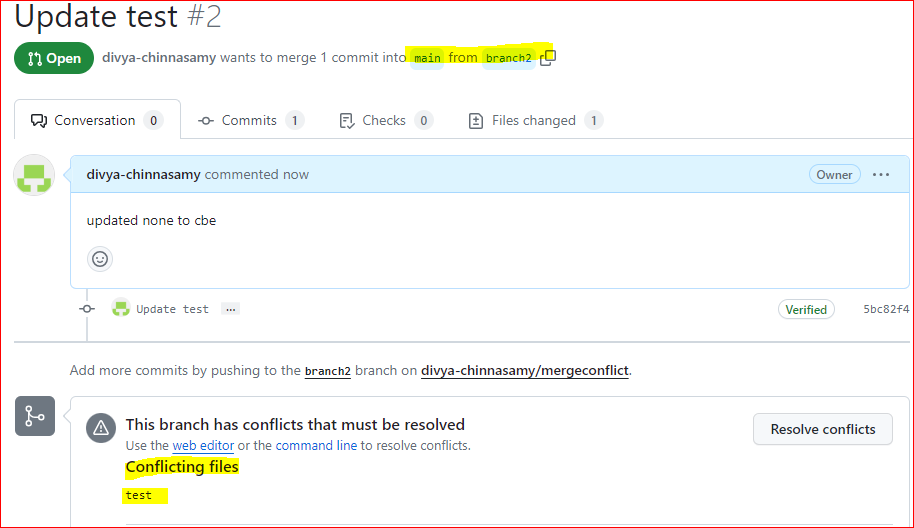 Update test #2
Open divya-chinnasamy wants to merge 1 commit into main from branch2
Conversation 0 Commits 1 Checks 0 Files changed 1
divya-chinnasamy commented now Owner ...
updated none to cbe
Update test ... Verified 5bc82f4
Add more commits by pushing to the branch2 branch on divya-chinnasamy/mergeconflict.
This branch has conflicts that must be resolved Resolve conflicts
Use the web editor or the command line to resolve conflicts.
Conflicting files
test